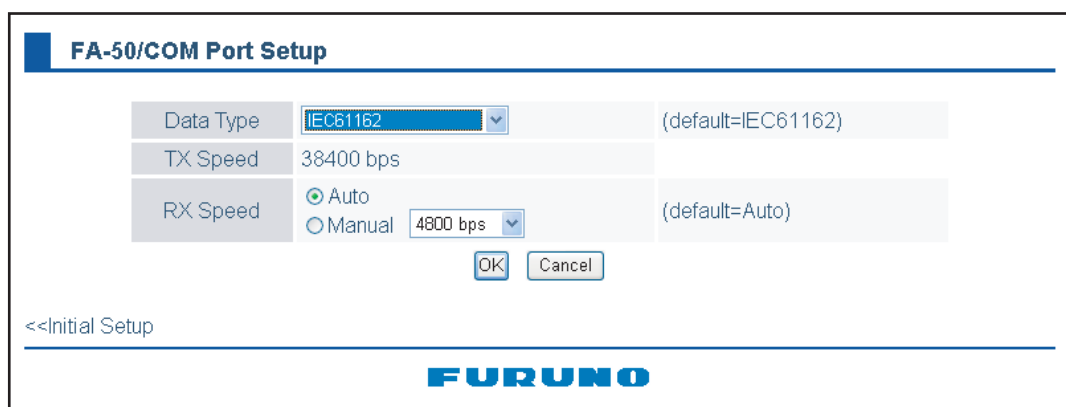 FA-50/COM Port Setup
Data Type IEC61162 (default=IEC61162)
TX Speed 38400 bps
RX Speed Auto (default=Auto)
Manual 4800 bps
OK Cancel
<<Initial Setup
FURUNO